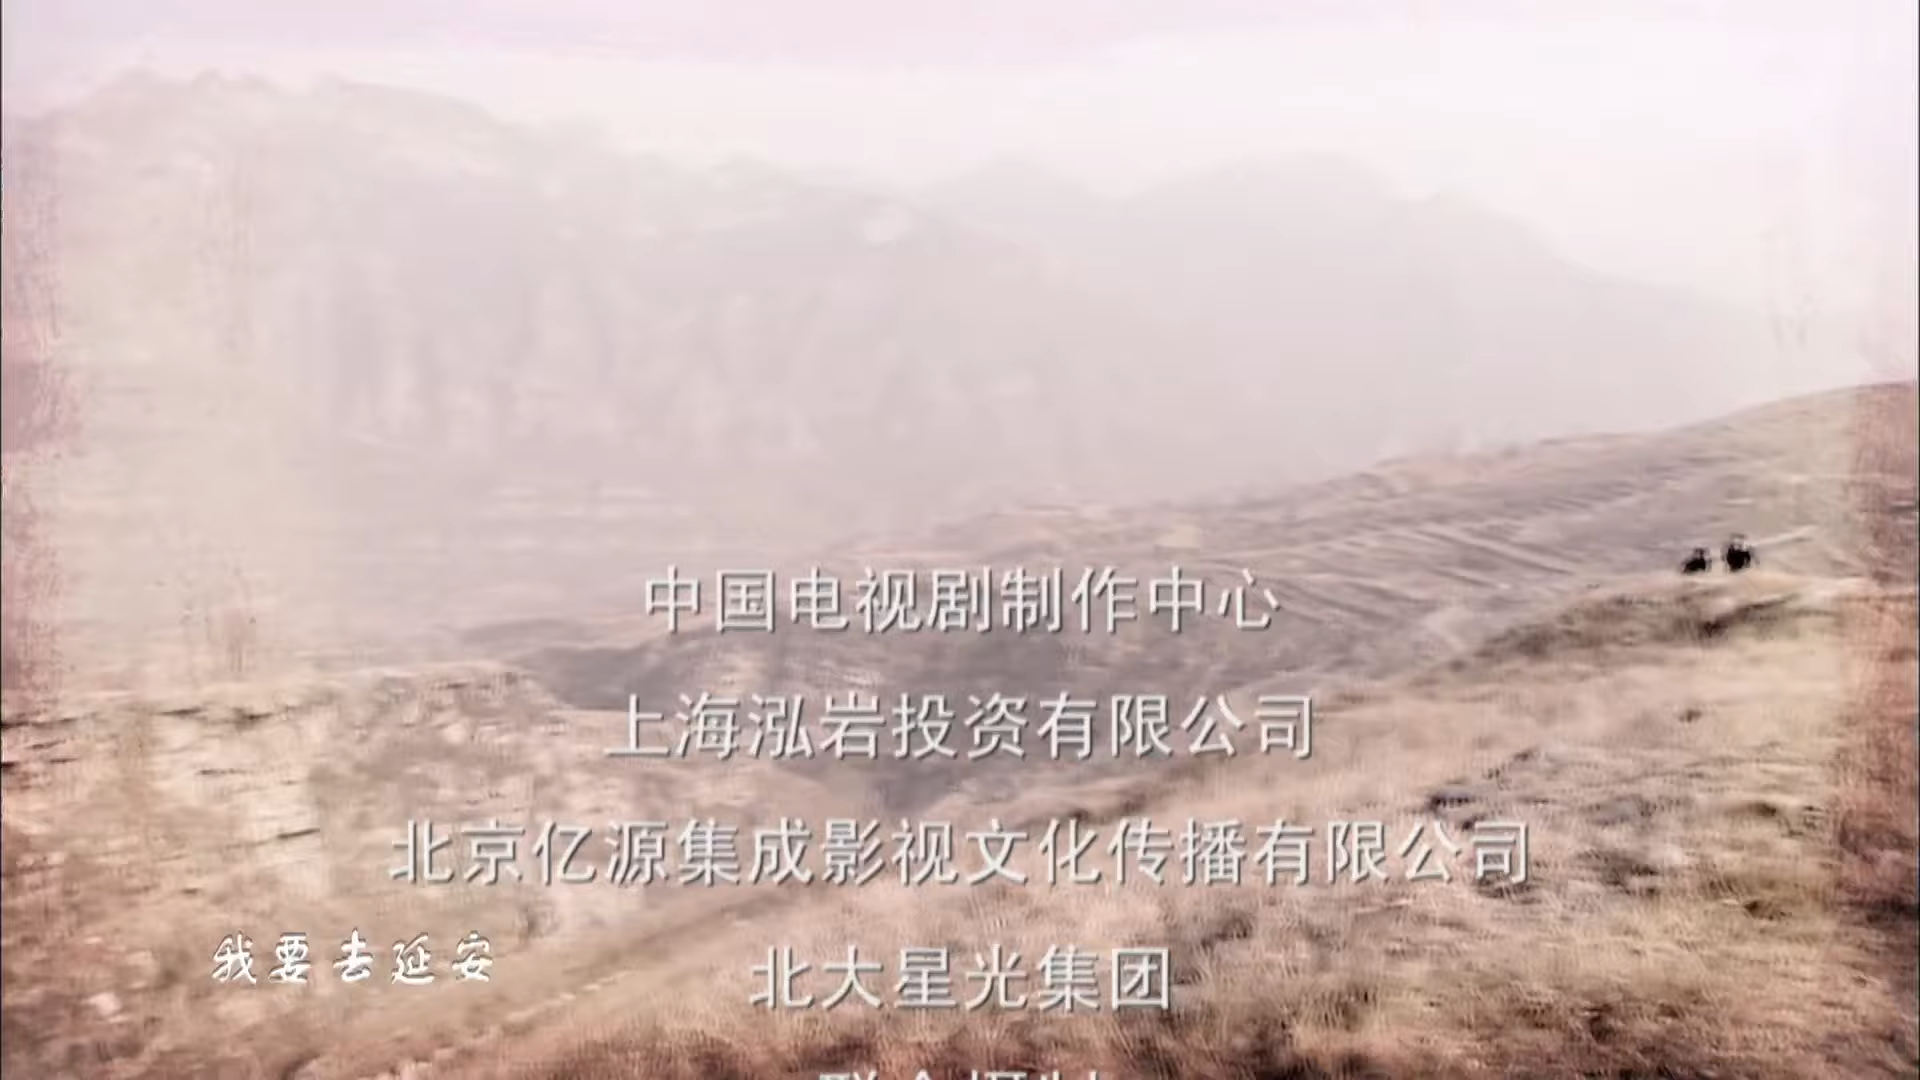 中国电视剧制作中心
上海泓岩投资有限公司
北京亿源集成影视文化传播有限公司
我要去延安
北大星光集团